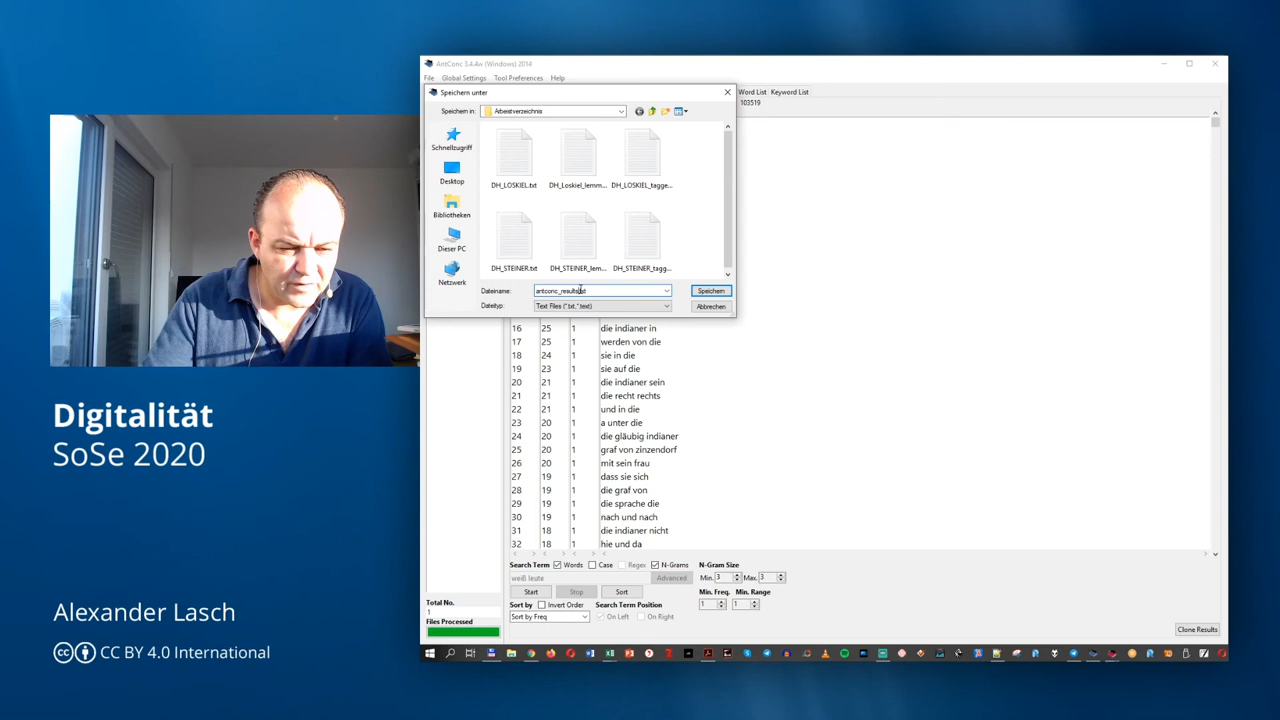 AntConc 3.4.4w (Windows) 2014
File Global Settings Tool Preferences Help
Speichern unter
Word List Keyword List
103519
Speichern in: Arbeistverzeichnis
Schnellzugriff
Desktop
Bibliotheken
Dieser PC
Netzwerk
DH_LOSKIEL.txt DH_Loskiel_lemm... DH_LOSKIEL_tagge...
DH_STEINER.txt DH_STEINER_lem... DH_STEINER_tagg...
Dateiname: Speichern
Dateityp: Text Files (*.txt,*.text) Abbrechen
16 25 1 die indianer in
17 25 1 werden von die
18 24 1 sie in die
19 23 1 sie auf die
20 21 1 die indianer sein
21 21 1 die recht rechts
22 21 1 und in die
23 20 1 a unter die
24 20 1 die gläubig indianer
25 20 1 graf von zinzendorf
26 20 1 mit sein frau
27 19 1 dass sie sich
28 19 1 die graf von
29 19 1 die sprache die
30 19 1 nach und nach
31 18 1 die indianer nicht
32 18 1 hie und da
Search Term Words Case Regex N-Grams N-Gram Size
weiß leute Advanced Min. 3 Max. 3
Start Stop Sort Min. Freq. Min. Range
Sort by Invert Order Search Term Position 1 1
Sort by Freq On Left On Right
Clone Results
Total No.
1
Files Processed
Digitalität
SoSe 2020
Alexander Lasch
CC BY 4.0 International